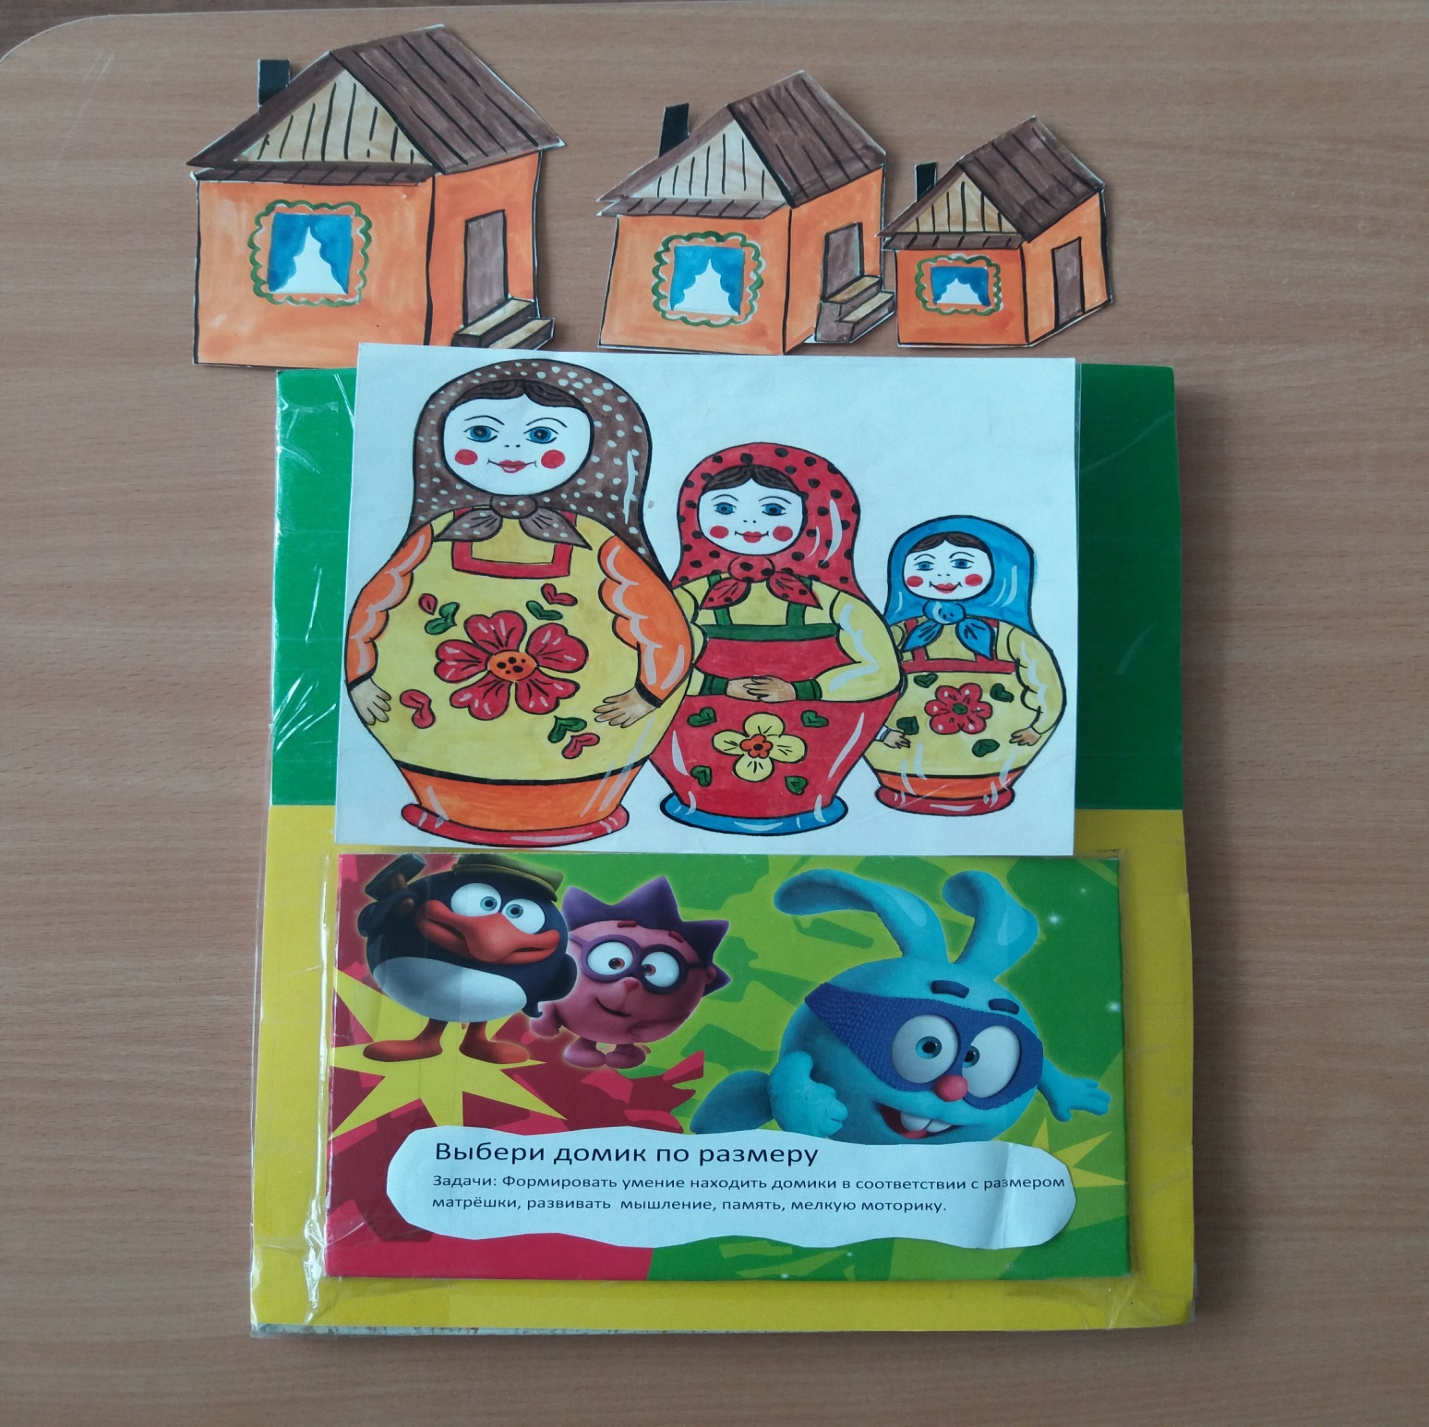 Выбери домик по размеру
Задачи: Формировать умение находить домики в соответствии с размером
матрёшки, развивать мышление, память, мелкую моторику.